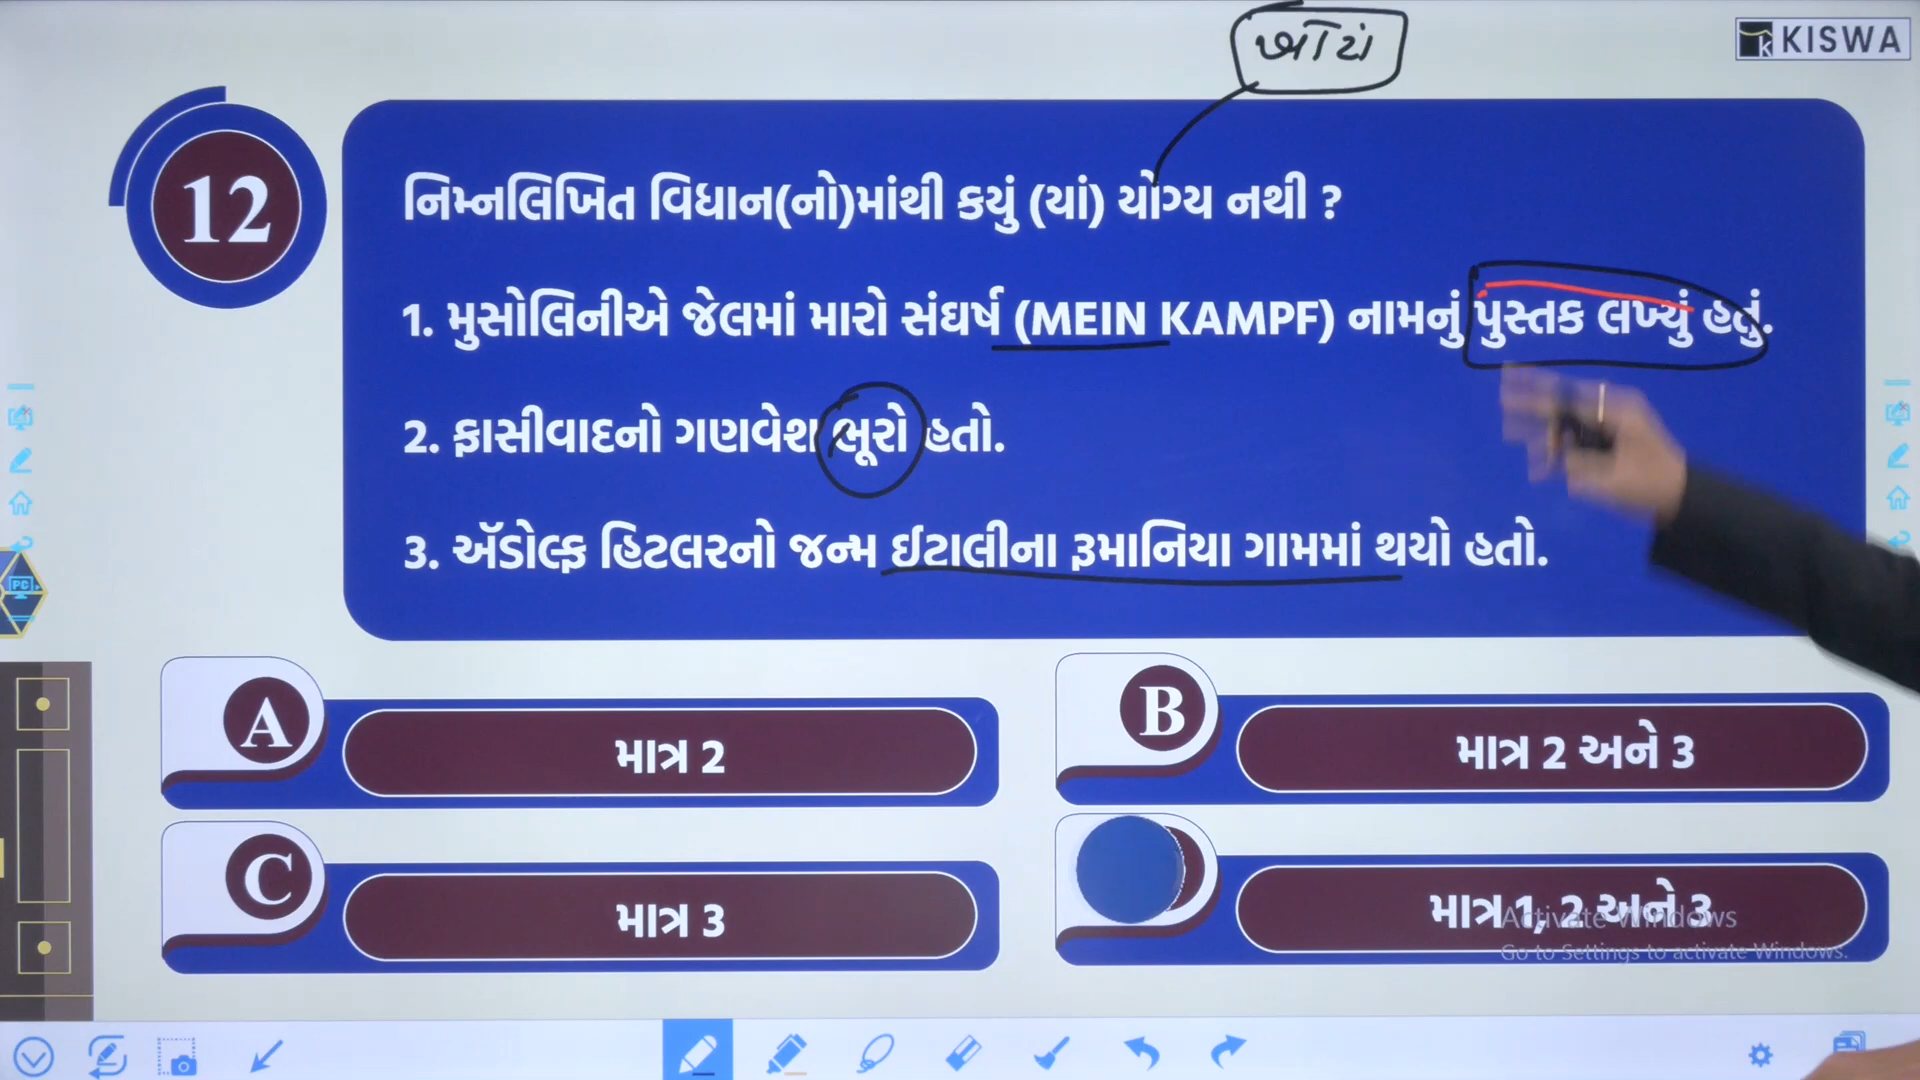 ખોટાં
KISWA
12
નિમ્નલિખિત વિધાન(નો)માંથી કયું (યાં) યોગ્ય નથી ?
1. મુસોલિનીએ જેલમાં મારો સંઘર્ષ (MEIN KAMPF) નામનું પુસ્તક લખ્યું હતું.
2. ફાસીવાદનો ગણવેશ ભૂરો હતો.
3. ઍડોલ્ફ હિટલરનો જન્મ ઈટાલીના રૂમાનિયા ગામમાં થયો હતો.
PC
A માત્ર 2
B માત્ર 2 અને 3
C માત્ર 3
માત્ર 1, 2 અને 3
Activate Windows
Go to Settings to activate Windows.